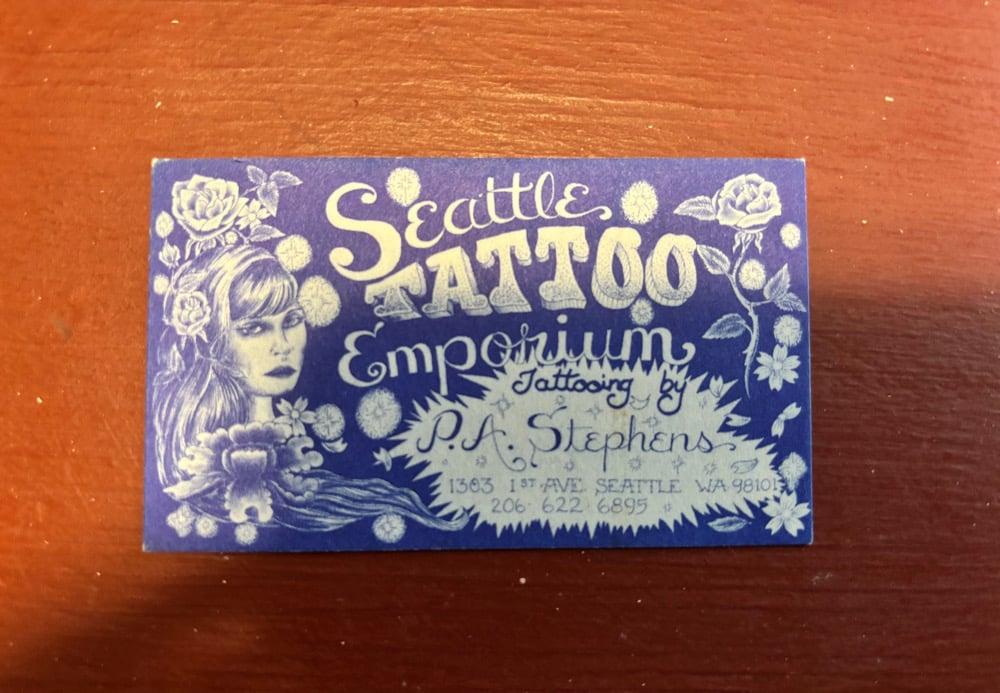 Seattle
TATTOO
Emporium
Tattooing by
P.A. Stephens
1303 1ST AVE. SEATTLE WA 98101
206 622 6895